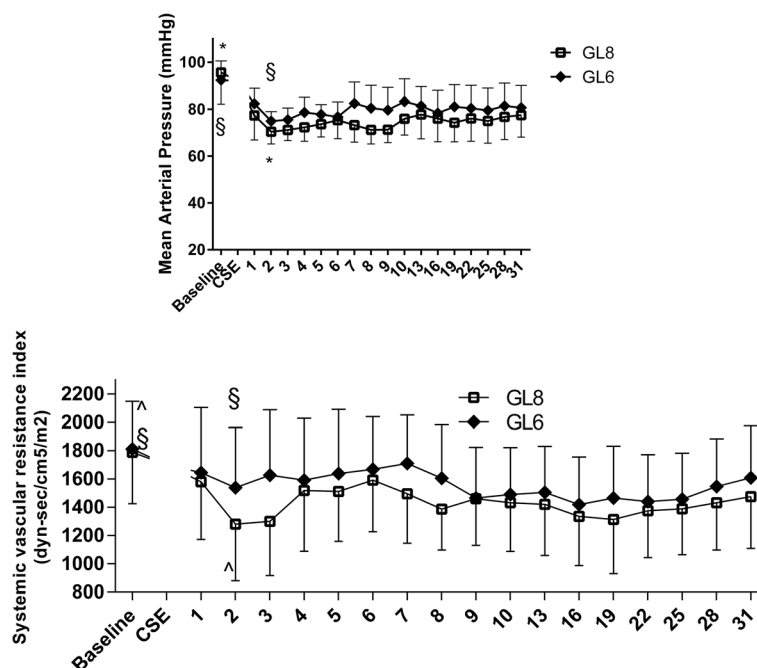 Mean Arterial Pressure (mmHg)
100
80
60
40
20
*
§
§
*
GL8
GL6
Baseline CSE 1 2 3 4 5 6 7 8 9 10 13 16 19 22 25 28 31
Systemic vascular resistance index
(dyn-sec/cm5/m2)
2200
2000
1800
1600
1400
1200
1000
800
^
§
§
^
GL8
GL6
Baseline CSE 1 2 3 4 5 6 7 8 9 10 13 16 19 22 25 28 31